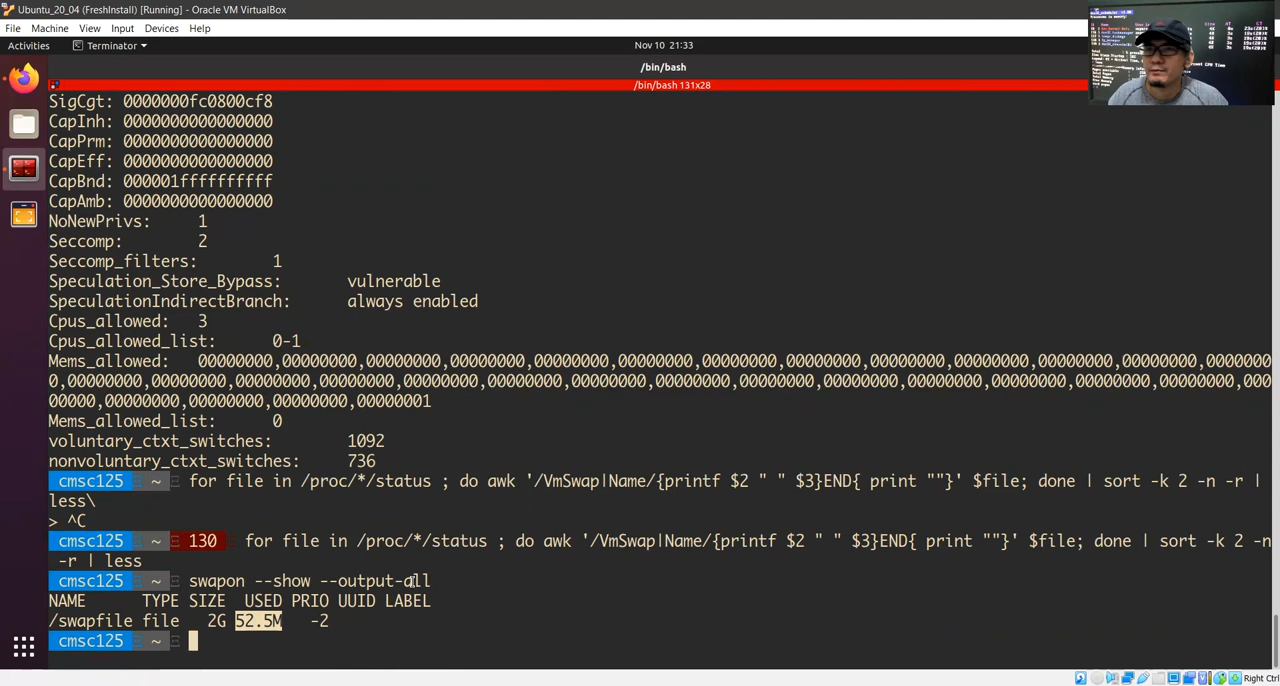 Ubuntu_20_04 (FreshInstall) [Running] - Oracle VM VirtualBox
File Machine View Input Devices Help
Activities Terminator Nov 10 21:33
/bin/bash
/bin/bash 131x28
SigCgt: 0000000fc0800cf8
CapInh: 0000000000000000
CapPrm: 0000000000000000
CapEff: 0000000000000000
CapBnd: 000001ffffffffff
CapAmb: 0000000000000000
NoNewPrivs: 1
Seccomp: 2
Seccomp_filters: 1
Speculation_Store_Bypass: vulnerable
SpeculationIndirectBranch: always enabled
Cpus_allowed: 3
Cpus_allowed_list: 0-1
Mems_allowed: 00000000,00000000,00000000,00000000,00000000,00000000,00000000,00000000,00000000,00000000,00000000,00000000,0000000
0,00000000,00000000,00000000,00000000,00000000,00000000,00000000,00000000,00000000,00000000,00000000,00000000,00000000,00000000,000
00000,00000000,00000000,00000000,00000001
Mems_allowed_list: 0
voluntary_ctxt_switches: 1092
nonvoluntary_ctxt_switches: 736
cmsc125 ~ for file in /proc/*/status ; do awk '/VmSwap|Name/{printf $2 " " $3}END{ print ""}' $file; done | sort -k 2 -n -r |
less\
> ^C
cmsc125 ~ 130 for file in /proc/*/status ; do awk '/VmSwap|Name/{printf $2 " " $3}END{ print ""}' $file; done | sort -k 2 -n
-r | less
cmsc125 ~ swapon --show --output-all
NAME TYPE SIZE USED PRIO UUID LABEL
/swapfile file 2G 52.5M -2
cmsc125 ~
Right Ctrl